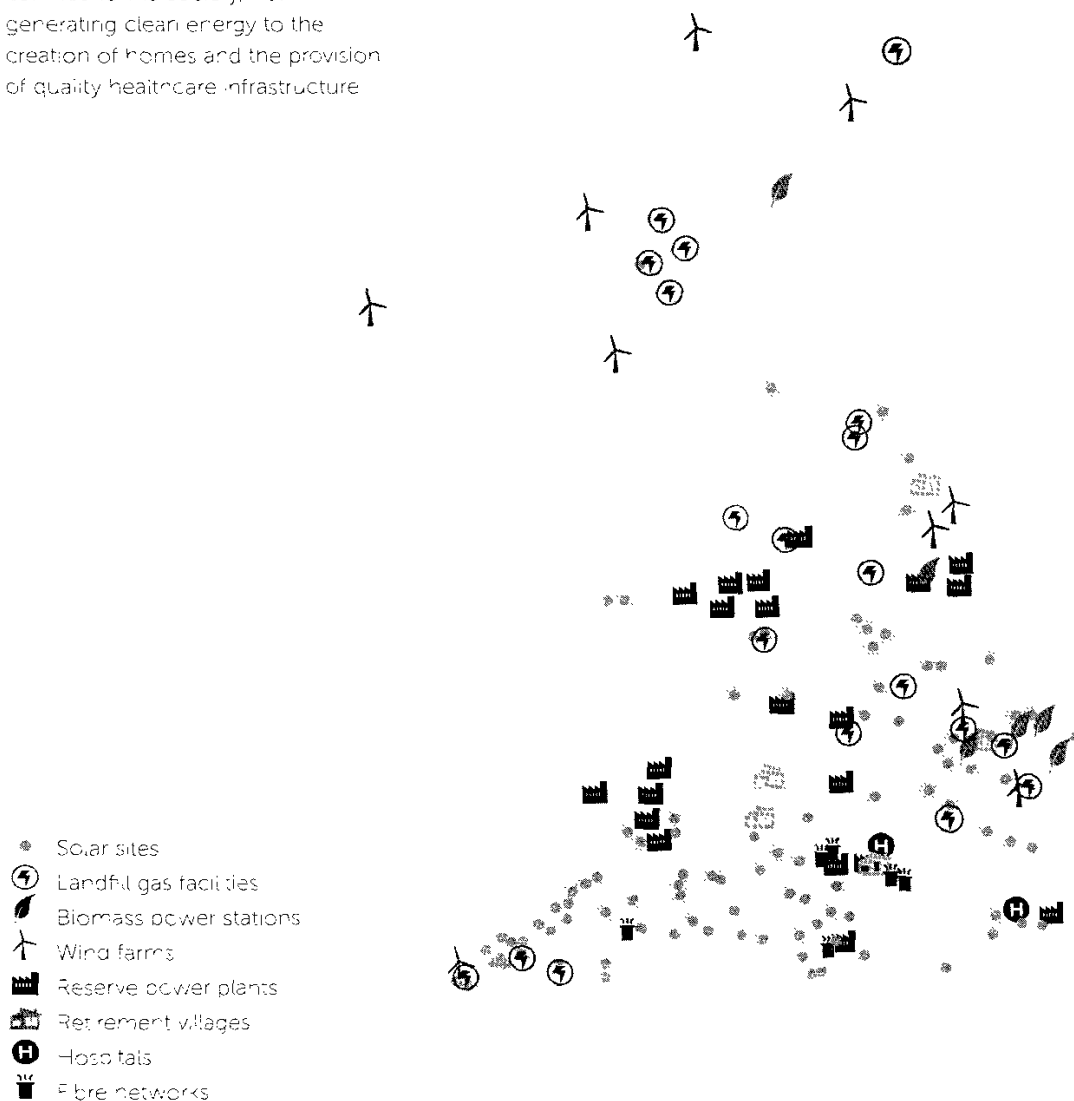 generating clean energy to the
creation of homes and the provision
of quality healthcare infrastructure
Solar sites
Landfill gas facilities
Biomass power stations
Wind farms
Reserve power plants
Retirement villages
Hospitals
Fibre networks
H
H
H